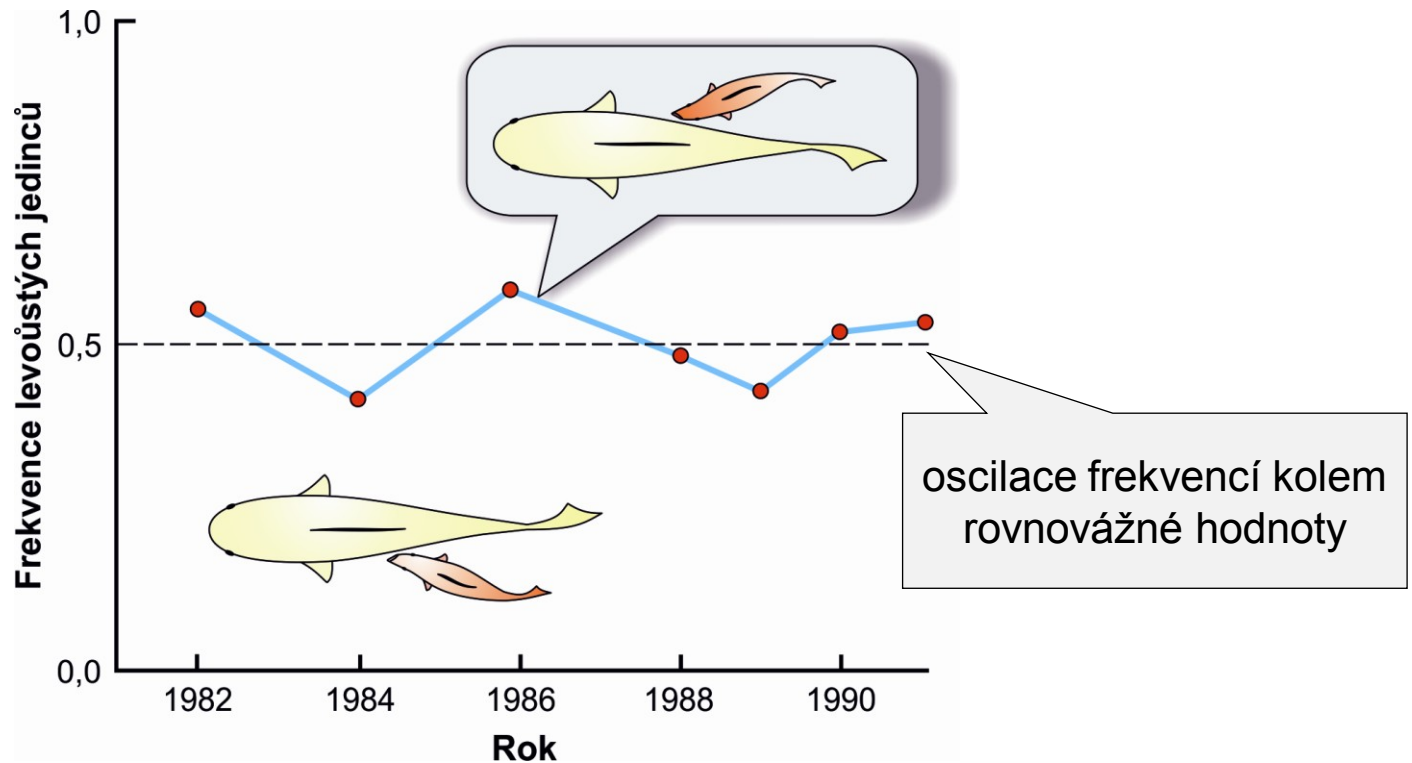 1,0
0,5
0,0
Frekvence levoůstých jedinců
1982 1984 1986 1988 1990
Rok
oscilace frekvencí kolem
rovnovážné hodnoty